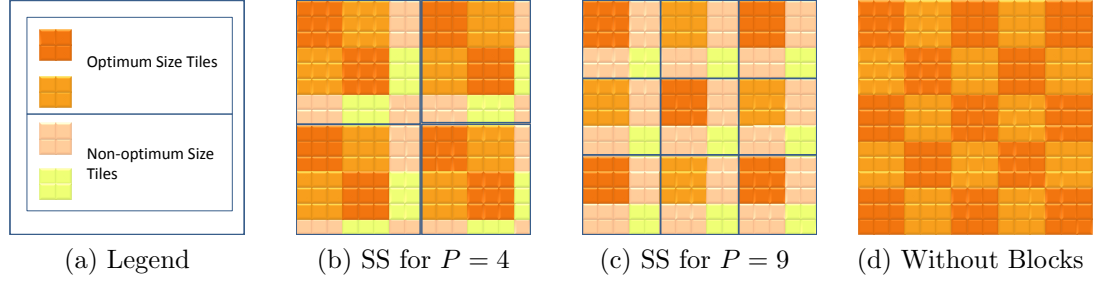 Optimum Size Tiles
Non-optimum Size
Tiles
(a) Legend
(b) SS for P = 4
(c) SS for P = 9
(d) Without Blocks